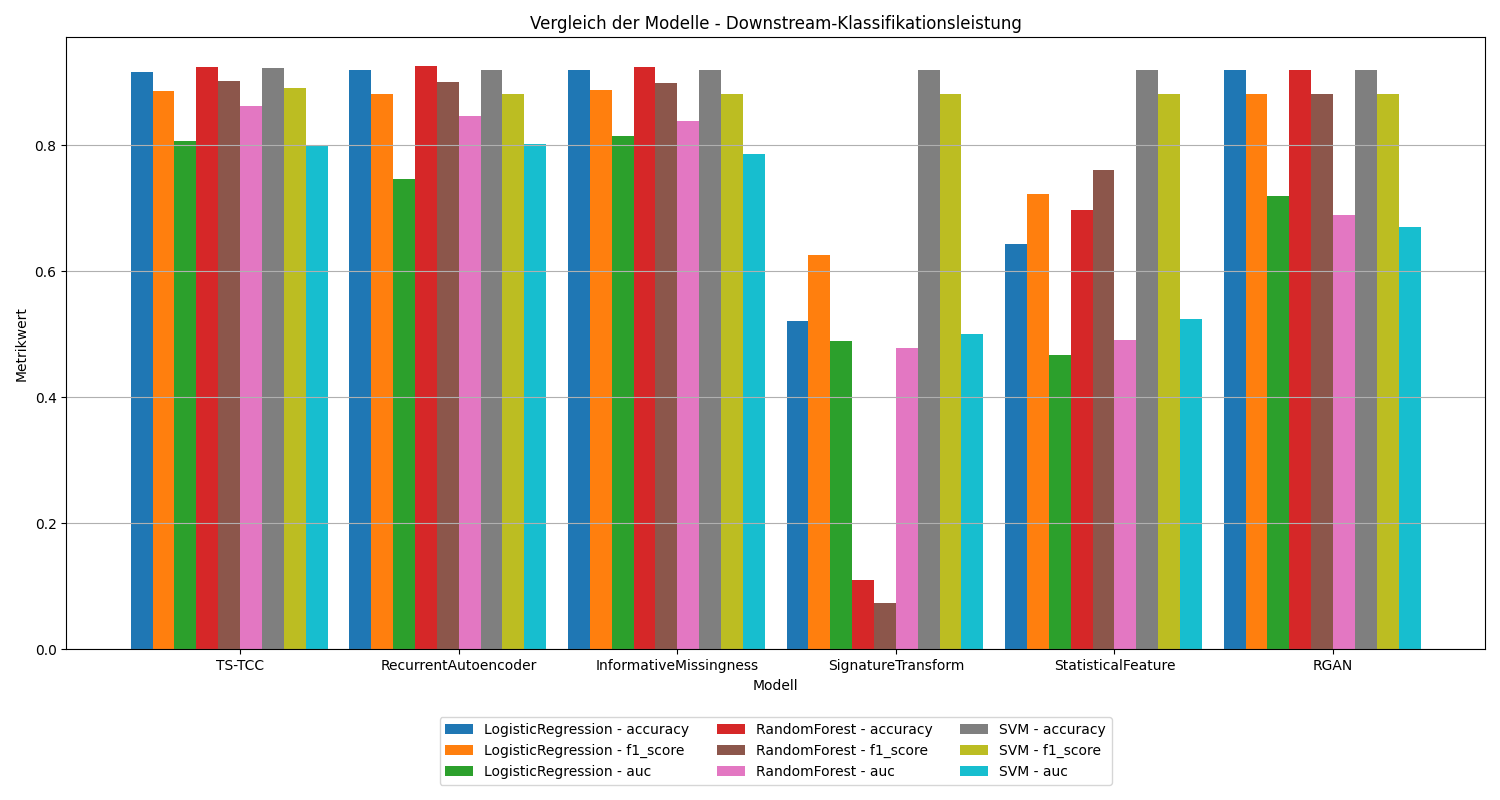 Vergleich der Modelle - Downstream-Klassifikationsleistung
Metrikwert
0.8
0.6
0.4
0.2
0.0
TS-TCC RecurrentAutoencoder InformativeMissingness SignatureTransform StatisticalFeature RGAN
Modell
LogisticRegression - accuracy RandomForest - accuracy SVM - accuracy
LogisticRegression - f1_score RandomForest - f1_score SVM - f1_score
LogisticRegression - auc RandomForest - auc SVM - auc